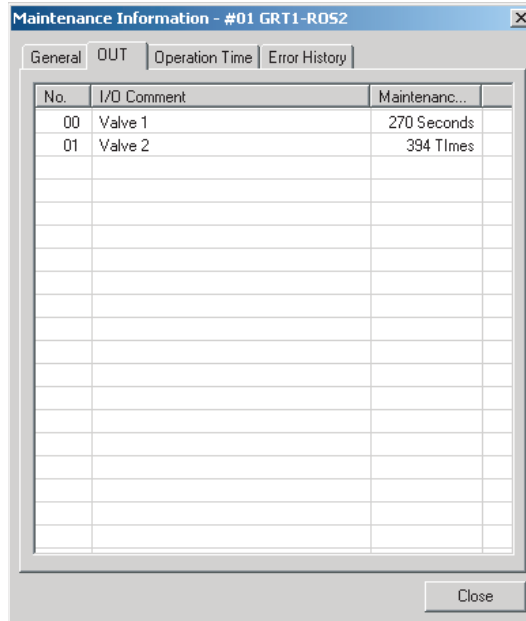 Maintenance Information - #01 GRT1-ROS2
General OUT Operation Time Error History
No. I/O Comment Maintenanc...
00 Valve 1 270 Seconds
01 Valve 2 394 TImes
Close